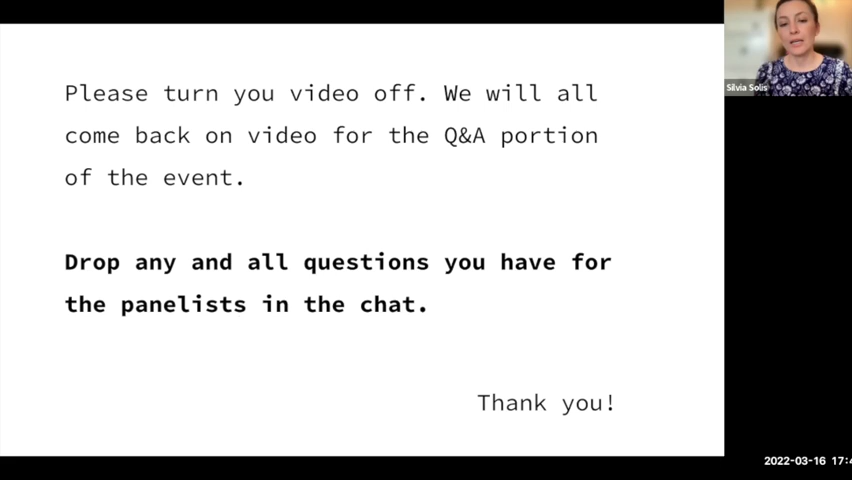 Please turn you video off. We will all
come back on video for the Q&A portion
of the event.
Drop any and all questions you have for
the panelists in the chat.
Thank you!
Silvia Solis
2022-03-16 17:4